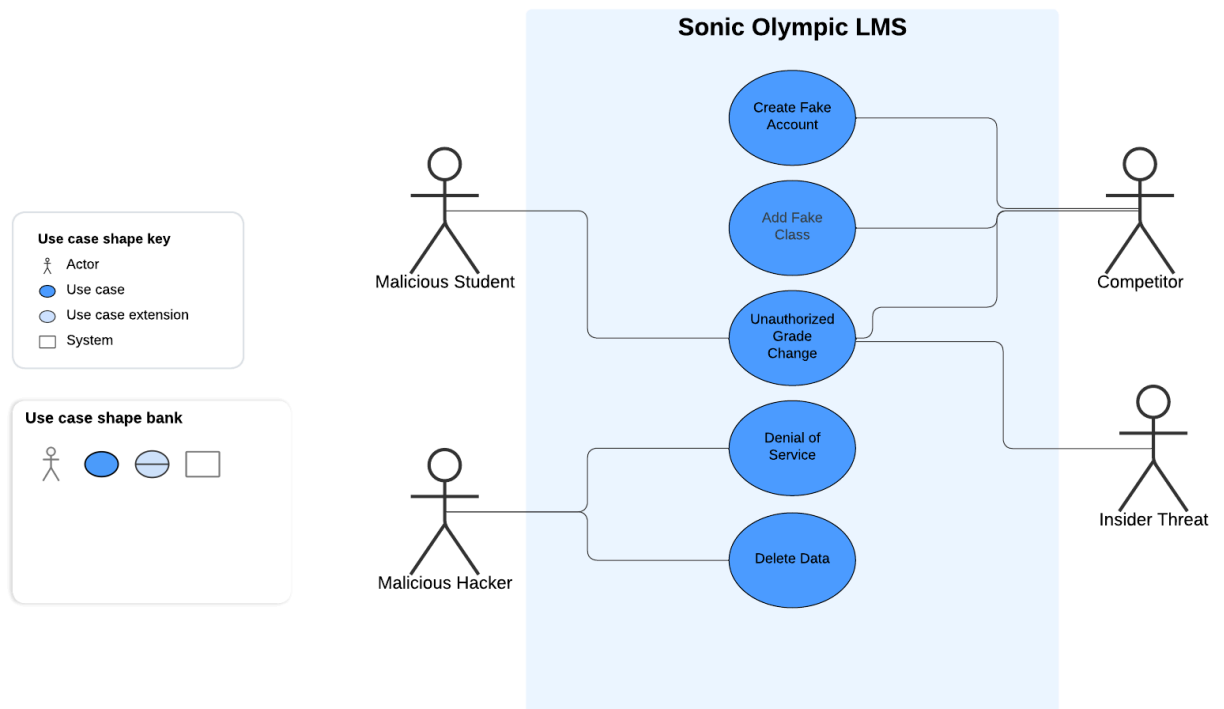 Sonic Olympic LMS
Create Fake
Account
Add Fake
Class
Unauthorized
Grade
Change
Denial of
Service
Delete Data
Malicious Student
Malicious Hacker
Competitor
Insider Threat
Use case shape key
Actor
Use case
Use case extension
System
Use case shape bank